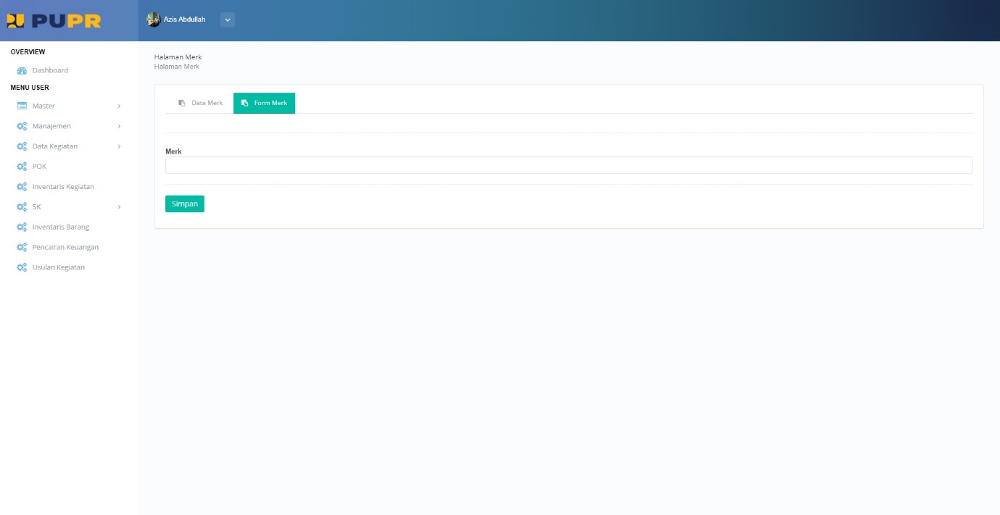 PUPR
Azis Abdullah
OVERVIEW
Dashboard
MENU USER
Master
Manajemen
Data Kegiatan
POK
Inventaris Kegiatan
SK
Inventaris Barang
Pencairan Keuangan
Usulan Kegiatan
Halaman Merk
Halaman Merk
Data Merk Form Merk
Merk
Simpan